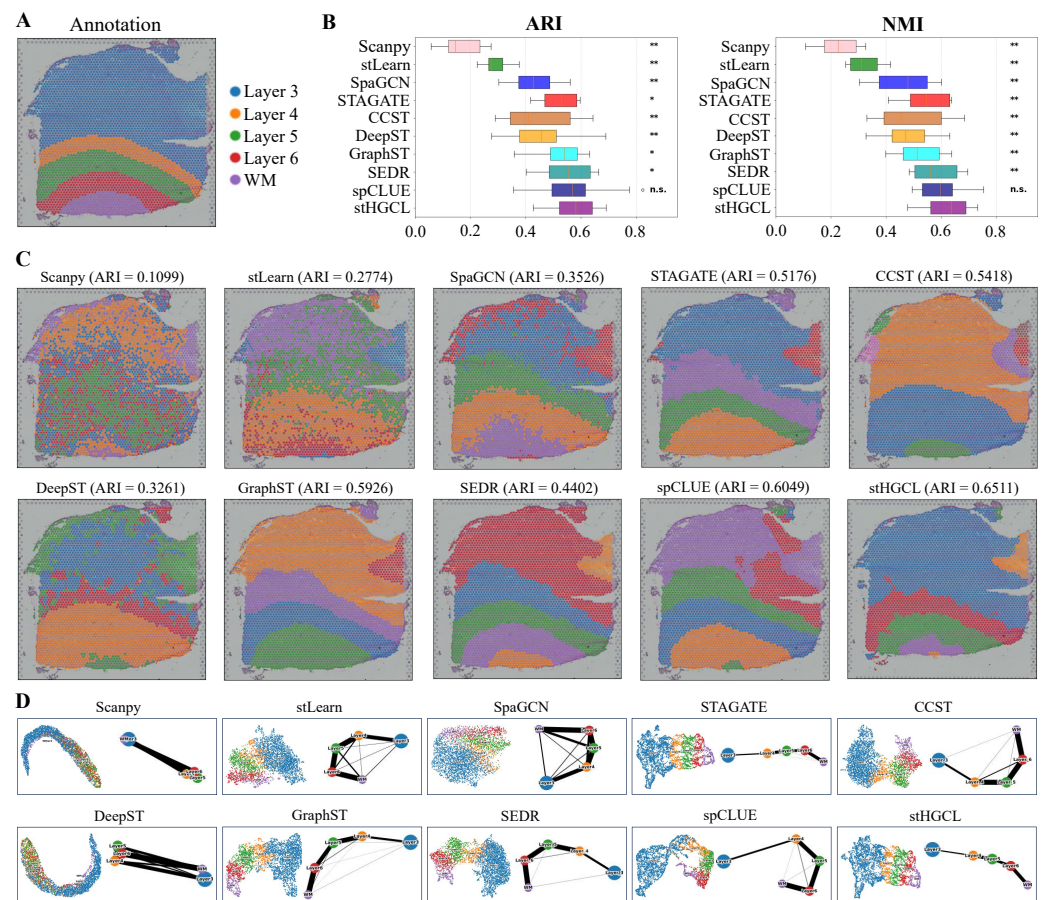 A
Annotation
Layer 3
Layer 4
Layer 5
Layer 6
WM
B
ARI
Scanpy
**
stLearn
**
SpaGCN
**
STAGATE
*
CCST
**
DeepST
**
GraphST
*
SEDR
*
spCLUE
n.s.
stHGCL
0.0 0.2 0.4 0.6 0.8
NMI
Scanpy
**
stLearn
**
SpaGCN
**
STAGATE
**
CCST
**
DeepST
**
GraphST
**
SEDR
**
spCLUE
n.s.
stHGCL
0.0 0.2 0.4 0.6 0.8
C
Scanpy (ARI = 0.1099)
stLearn (ARI = 0.2774)
SpaGCN (ARI = 0.3526)
STAGATE (ARI = 0.5176)
CCST (ARI = 0.5418)
DeepST (ARI = 0.3261)
GraphST (ARI = 0.5926)
SEDR (ARI = 0.4402)
spCLUE (ARI = 0.6049)
stHGCL (ARI = 0.6511)
D
Scanpy
stLearn
SpaGCN
STAGATE
CCST
DeepST
GraphST
SEDR
spCLUE
stHGCL